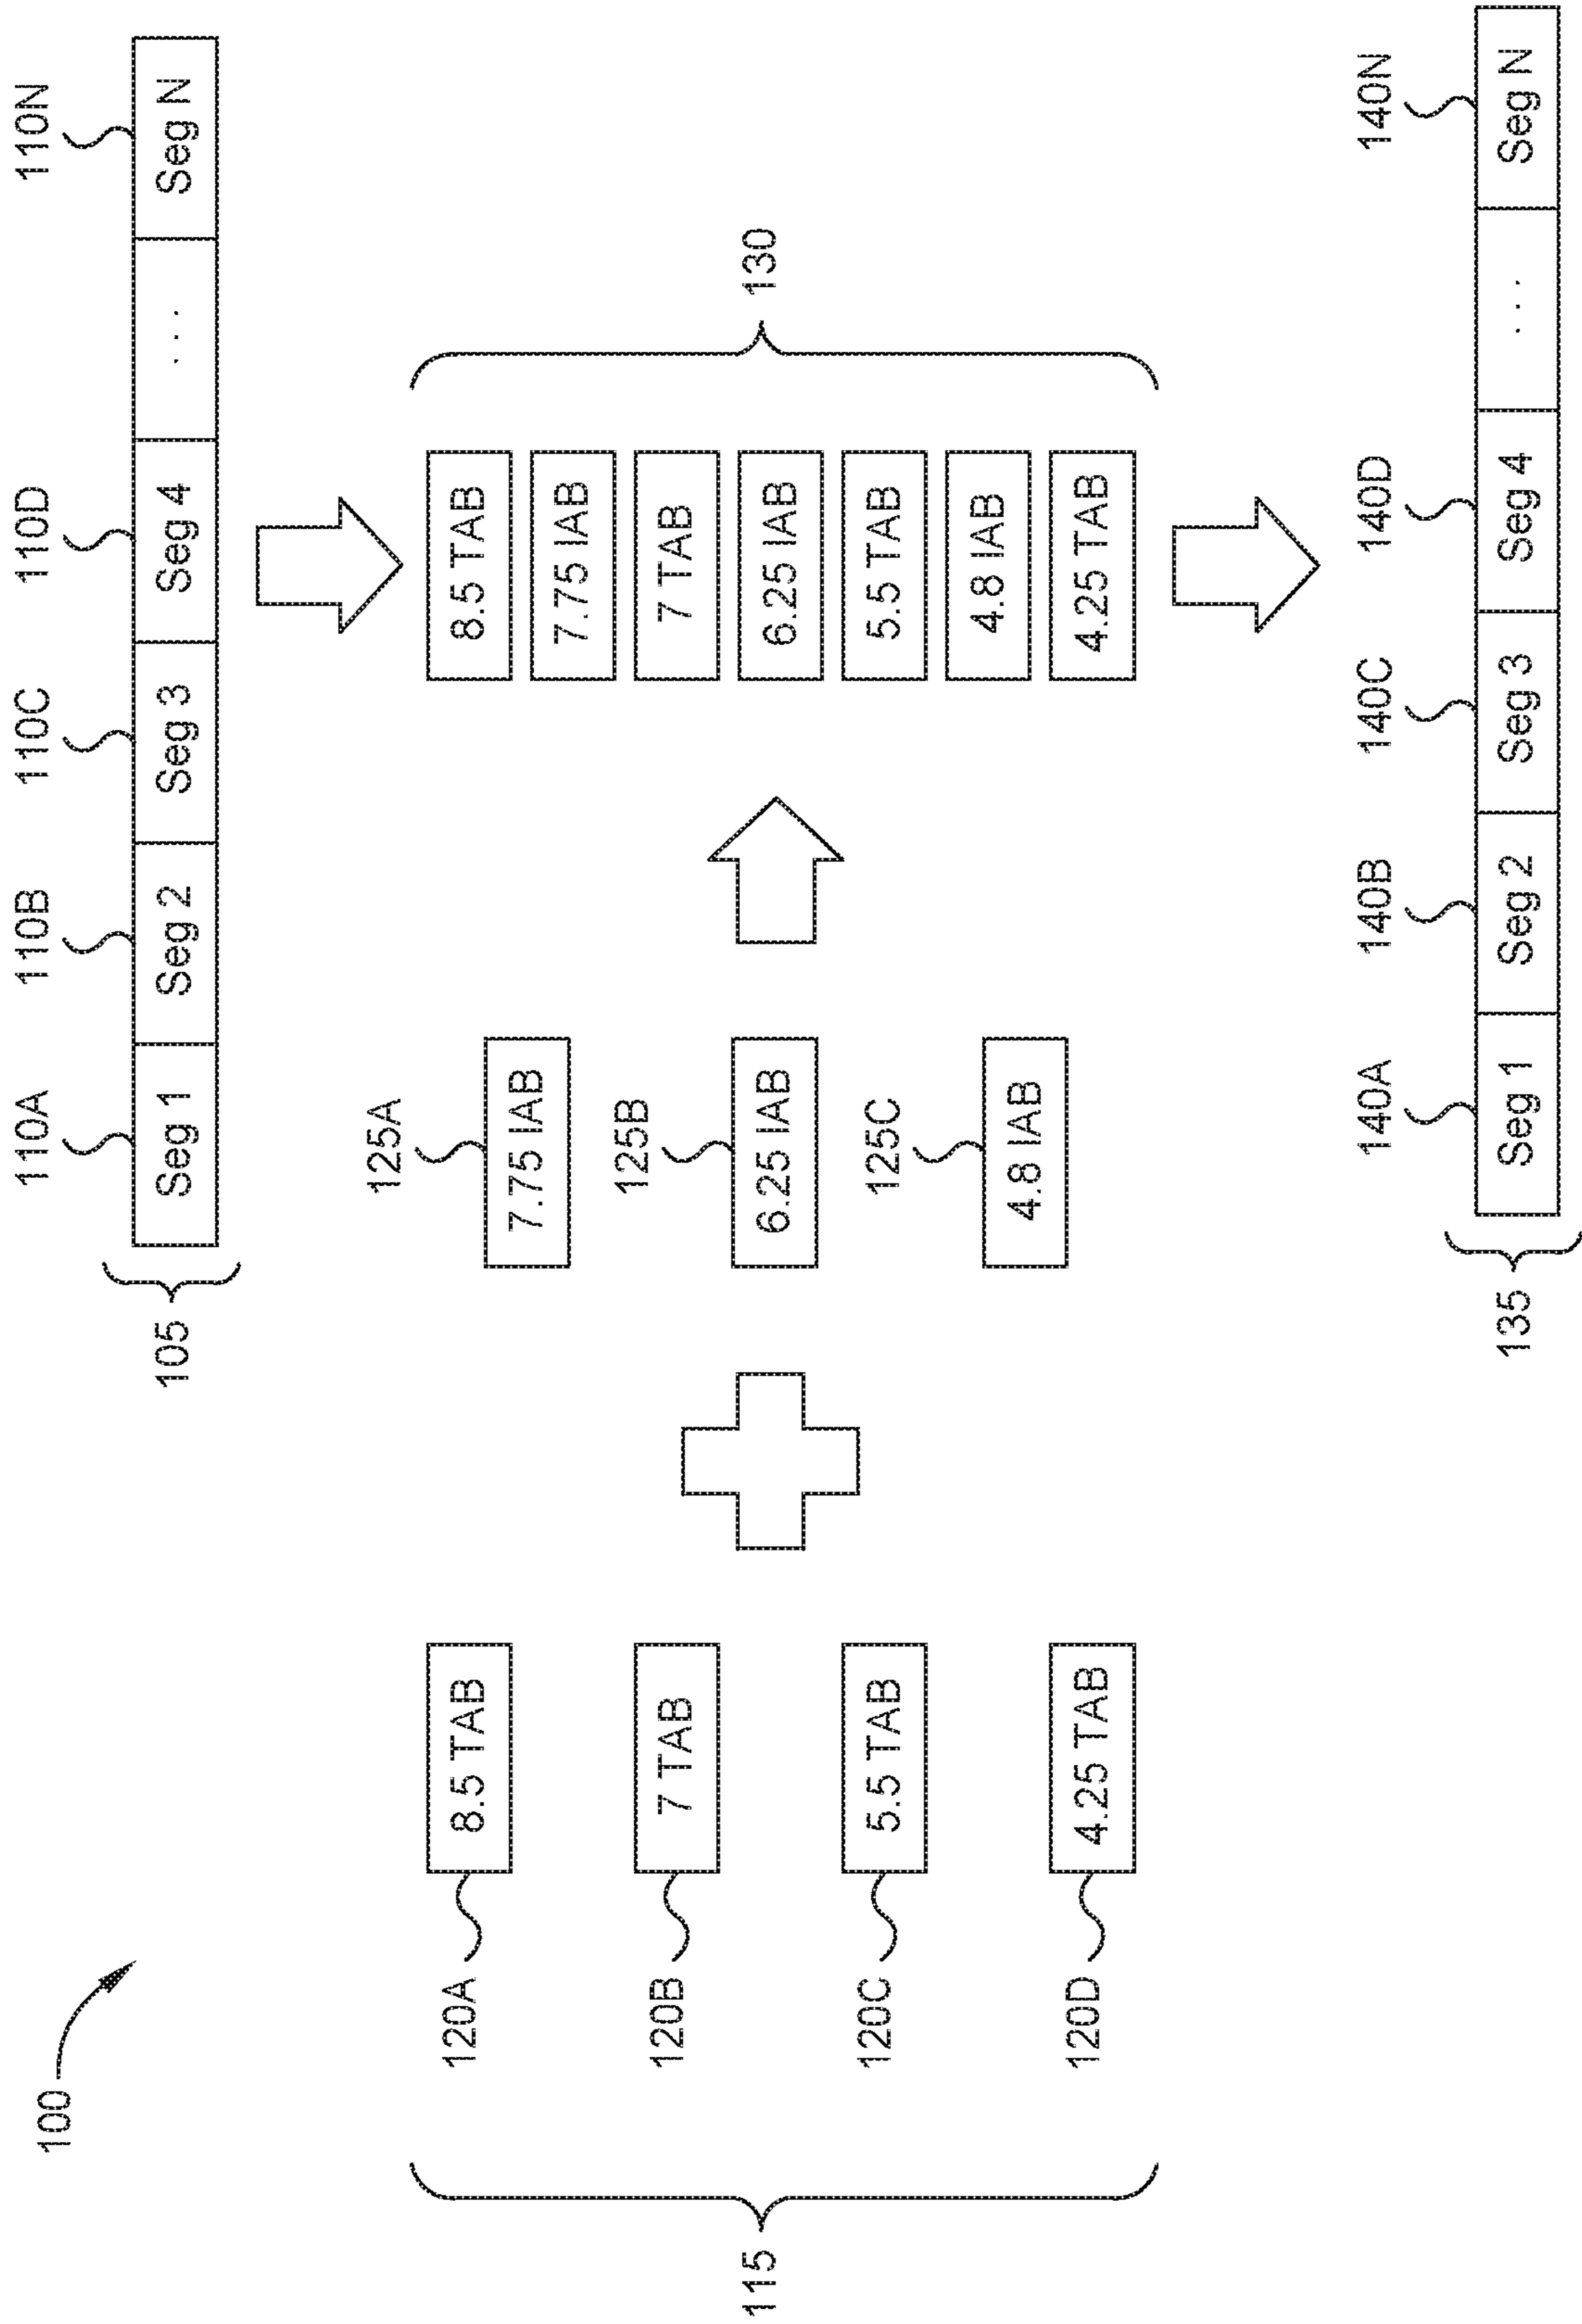 100
110A 110B 110C 110D 110N
105 Seg 1 Seg 2 Seg 3 Seg 4 ... Seg N
115
120A 8.5 TAB
120B 7 TAB
120C 5.5 TAB
120D 4.25 TAB
125A
7.75 IAB
125B
6.25 IAB
125C
4.8 IAB
8.5 TAB
7.75 IAB
7 TAB
6.25 IAB
5.5 TAB
4.8 IAB
4.25 TAB
130
140A 140B 140C 140D 140N
135 Seg 1 Seg 2 Seg 3 Seg 4 ... Seg N